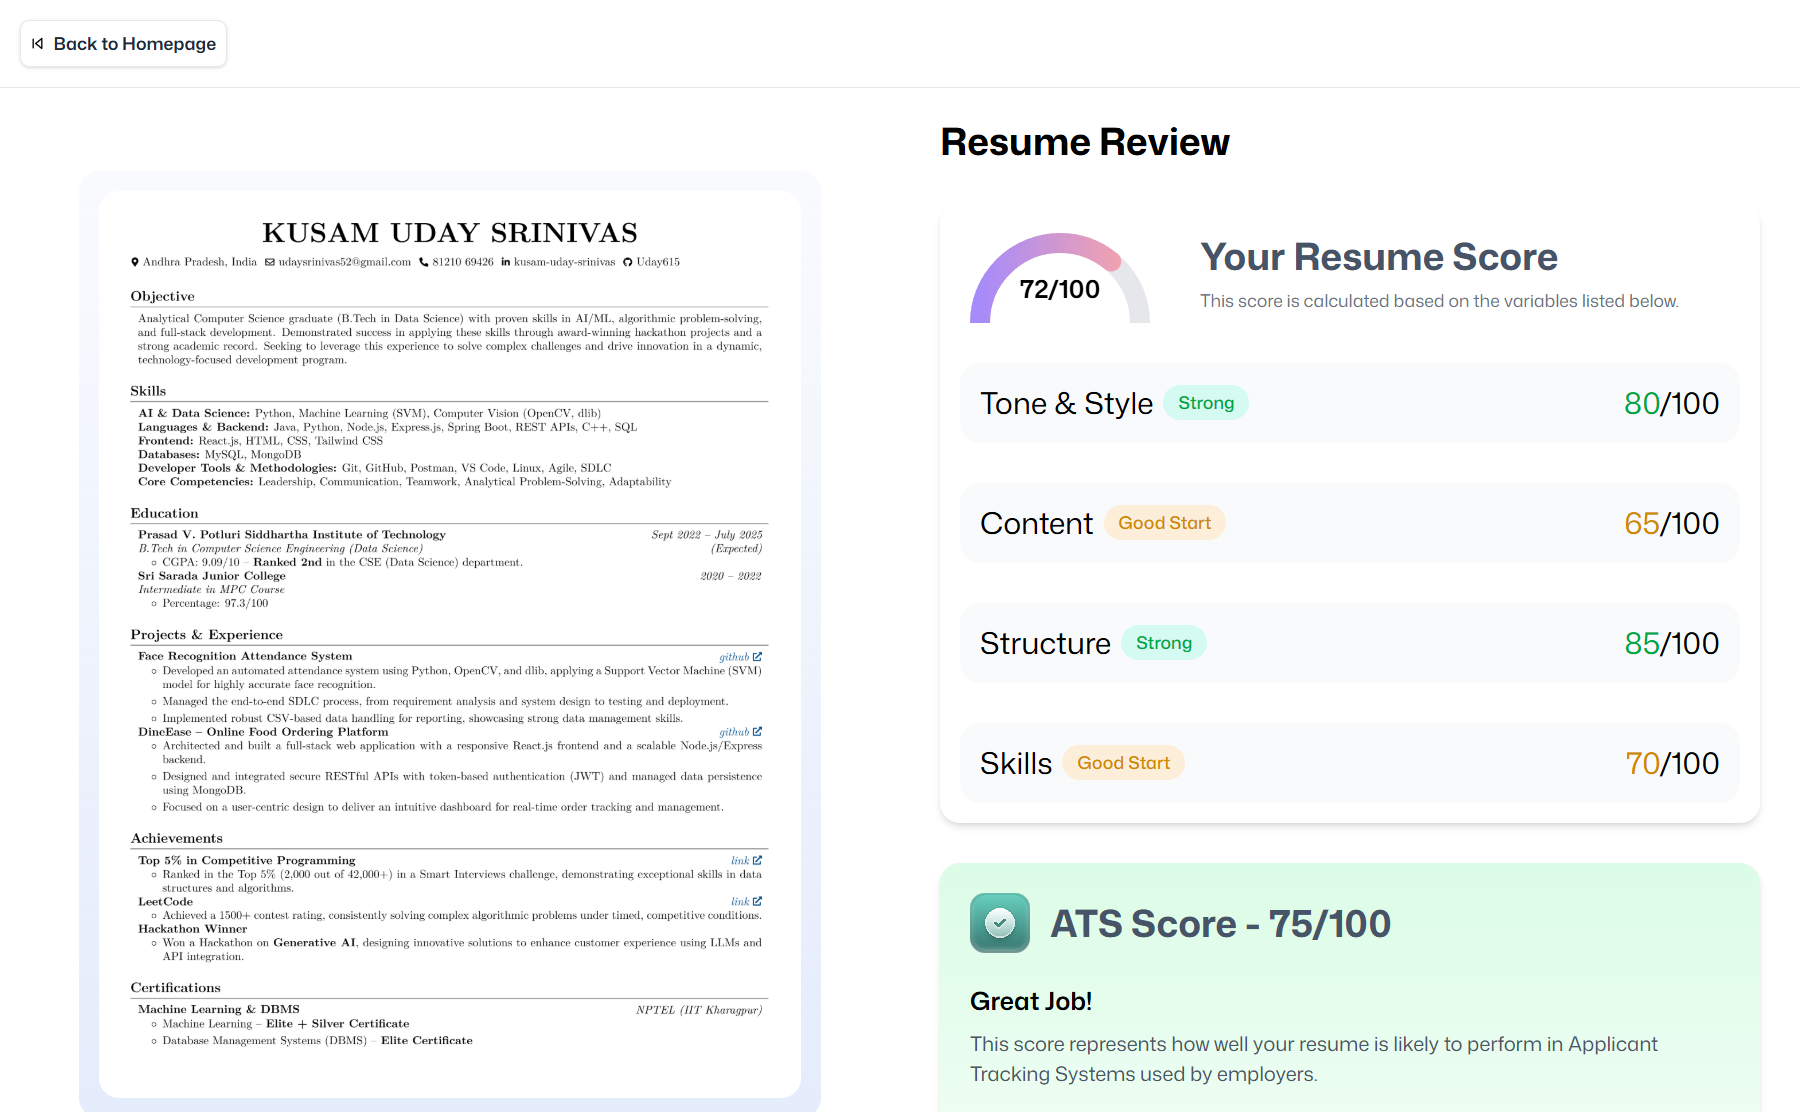 Back to Homepage
KUSAM UDAY SRINIVAS
Andhra Pradesh, India udaysrinivas52@gmail.com 81210 69426 kusam-uday-srinivas Uday615
Objective
Analytical Computer Science graduate (B.Tech in Data Science) with proven skills in AI/ML, algorithmic problem-solving,
and full-stack development. Demonstrated success in applying these skills through award-winning hackathon projects and a
strong academic record. Seeking to leverage this experience to solve complex challenges and drive innovation in a dynamic,
technology-focused development program.
Skills
AI & Data Science: Python, Machine Learning (SVM), Computer Vision (OpenCV, dlib)
Languages & Backend: Java, Python, Node.js, Express.js, Spring Boot, REST APIs, C++, SQL
Frontend: React.js, HTML, CSS, Tailwind CSS
Databases: MySQL, MongoDB
Developer Tools & Methodologies: Git, GitHub, Postman, VS Code, Linux, Agile, SDLC
Core Competencies: Leadership, Communication, Teamwork, Analytical Problem-Solving, Adaptability
Education
Prasad V. Potluri Siddhartha Institute of Technology Sept 2022 – July 2025
B.Tech in Computer Science Engineering (Data Science) (Expected)
◦ CGPA: 9.09/10 – Ranked 2nd in the CSE (Data Science) department.
Sri Sarada Junior College 2020 – 2022
Intermediate in MPC Course
◦ Percentage: 97.3/100
Projects & Experience
Face Recognition Attendance System github
◦ Developed an automated attendance system using Python, OpenCV, and dlib, applying a Support Vector Machine (SVM)
model for highly accurate face recognition.
◦ Managed the end-to-end SDLC process, from requirement analysis and system design to testing and deployment.
◦ Implemented robust CSV-based data handling for reporting, showcasing strong data management skills.
DineEase – Online Food Ordering Platform github
◦ Architected and built a full-stack web application with a responsive React.js frontend and a scalable Node.js/Express
backend.
◦ Designed and integrated secure RESTful APIs with token-based authentication (JWT) and managed data persistence
using MongoDB.
◦ Focused on a user-centric design to deliver an intuitive dashboard for real-time order tracking and management.
Achievements
Top 5% in Competitive Programming link
◦ Ranked in the Top 5% (2,000 out of 42,000+) in a Smart Interviews challenge, demonstrating exceptional skills in data
structures and algorithms.
LeetCode link
◦ Achieved a 1500+ contest rating, consistently solving complex algorithmic problems under timed, competitive conditions.
Hackathon Winner
◦ Won a Hackathon on Generative AI, designing innovative solutions to enhance customer experience using LLMs and
API integration.
Certifications
Machine Learning & DBMS NPTEL (IIT Kharagpur)
◦ Machine Learning – Elite + Silver Certificate
◦ Database Management Systems (DBMS) – Elite Certificate
Resume Review
72/100
Your Resume Score
This score is calculated based on the variables listed below.
Tone & Style Strong 80/100
Content Good Start 65/100
Structure Strong 85/100
Skills Good Start 70/100
ATS Score - 75/100
Great Job!
This score represents how well your resume is likely to perform in Applicant
Tracking Systems used by employers.